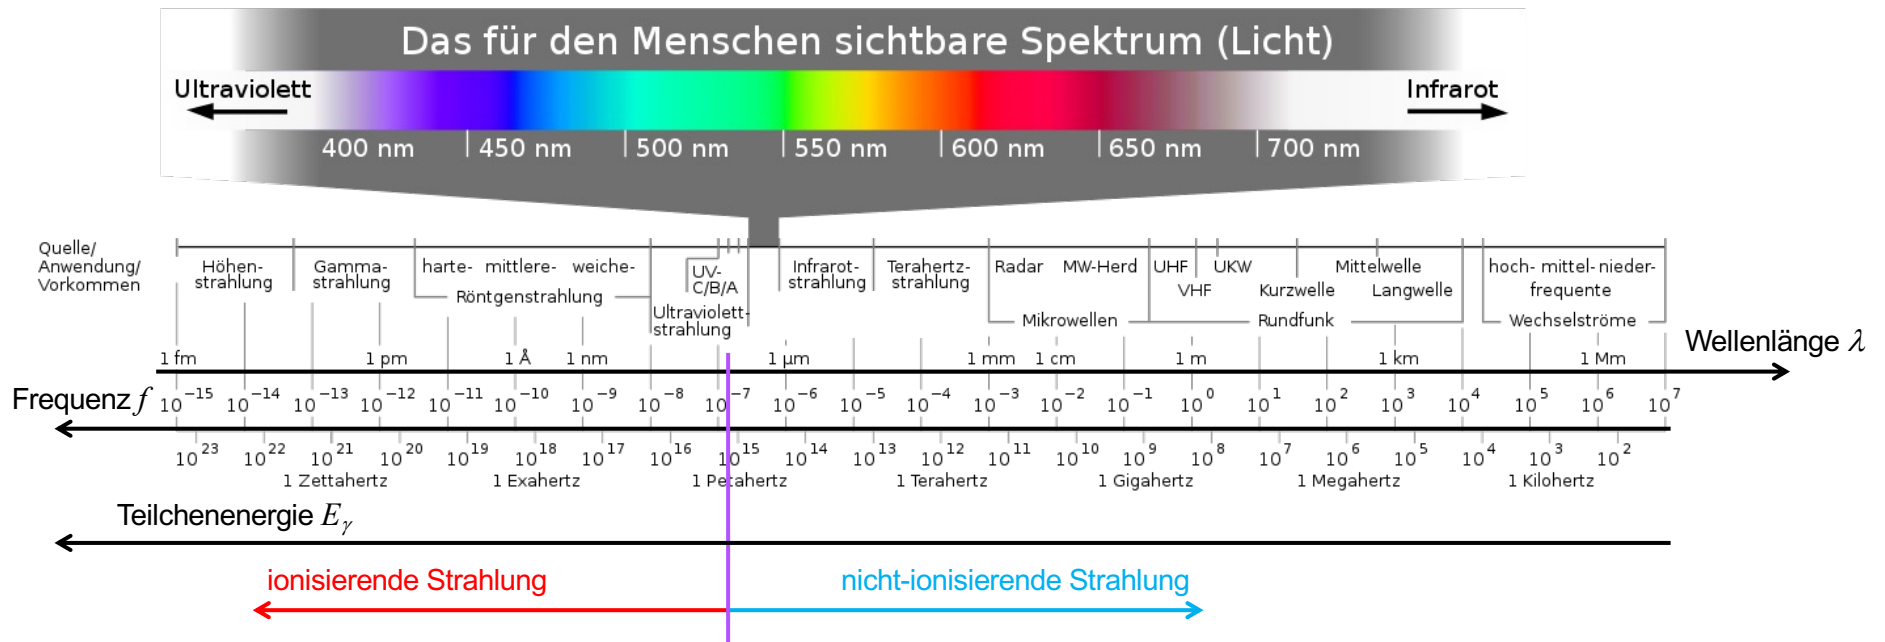 Das für den Menschen sichtbare Spektrum (Licht)
Ultraviolett
Infrarot
400 nm 450 nm 500 nm 550 nm 600 nm 650 nm 700 nm
Quelle/
Anwendung/
Vorkommen
Höhen-
strahlung
Gamma-
strahlung
harte- mittlere- weiche-
Röntgenstrahlung
UV-
C/B/A
Ultraviolett-
strahlung
Infrarot-
strahlung
Terahertz-
strahlung
Radar MW-Herd
Mikrowellen
UHF UKW Mittelwelle
VHF Kurzwelle Langwelle
Rundfunk
hoch- mittel- nieder-
frequente
Wechselströme
1 fm 1 pm 1 Å 1 nm 1 µm 1 mm 1 cm 1 m 1 km 1 Mm
Wellenlänge λ
Frequenz f
10⁻¹⁵ 10⁻¹⁴ 10⁻¹³ 10⁻¹² 10⁻¹¹ 10⁻¹⁰ 10⁻⁹ 10⁻⁸ 10⁻⁷ 10⁻⁶ 10⁻⁵ 10⁻⁴ 10⁻³ 10⁻² 10⁻¹ 10⁰ 10¹ 10² 10³ 10⁴ 10⁵ 10⁶ 10⁷
10²³ 10²² 10²¹ 10²⁰ 10¹⁹ 10¹⁸ 10¹⁷ 10¹⁶ 10¹⁵ 10¹⁴ 10¹³ 10¹² 10¹¹ 10¹⁰ 10⁹ 10⁸ 10⁷ 10⁶ 10⁵ 10⁴ 10³ 10²
1 Zettahertz 1 Exahertz 1 Petahertz 1 Terahertz 1 Gigahertz 1 Megahertz 1 Kilohertz
Teilchenenergie Eᵧ
ionisierende Strahlung
nicht-ionisierende Strahlung